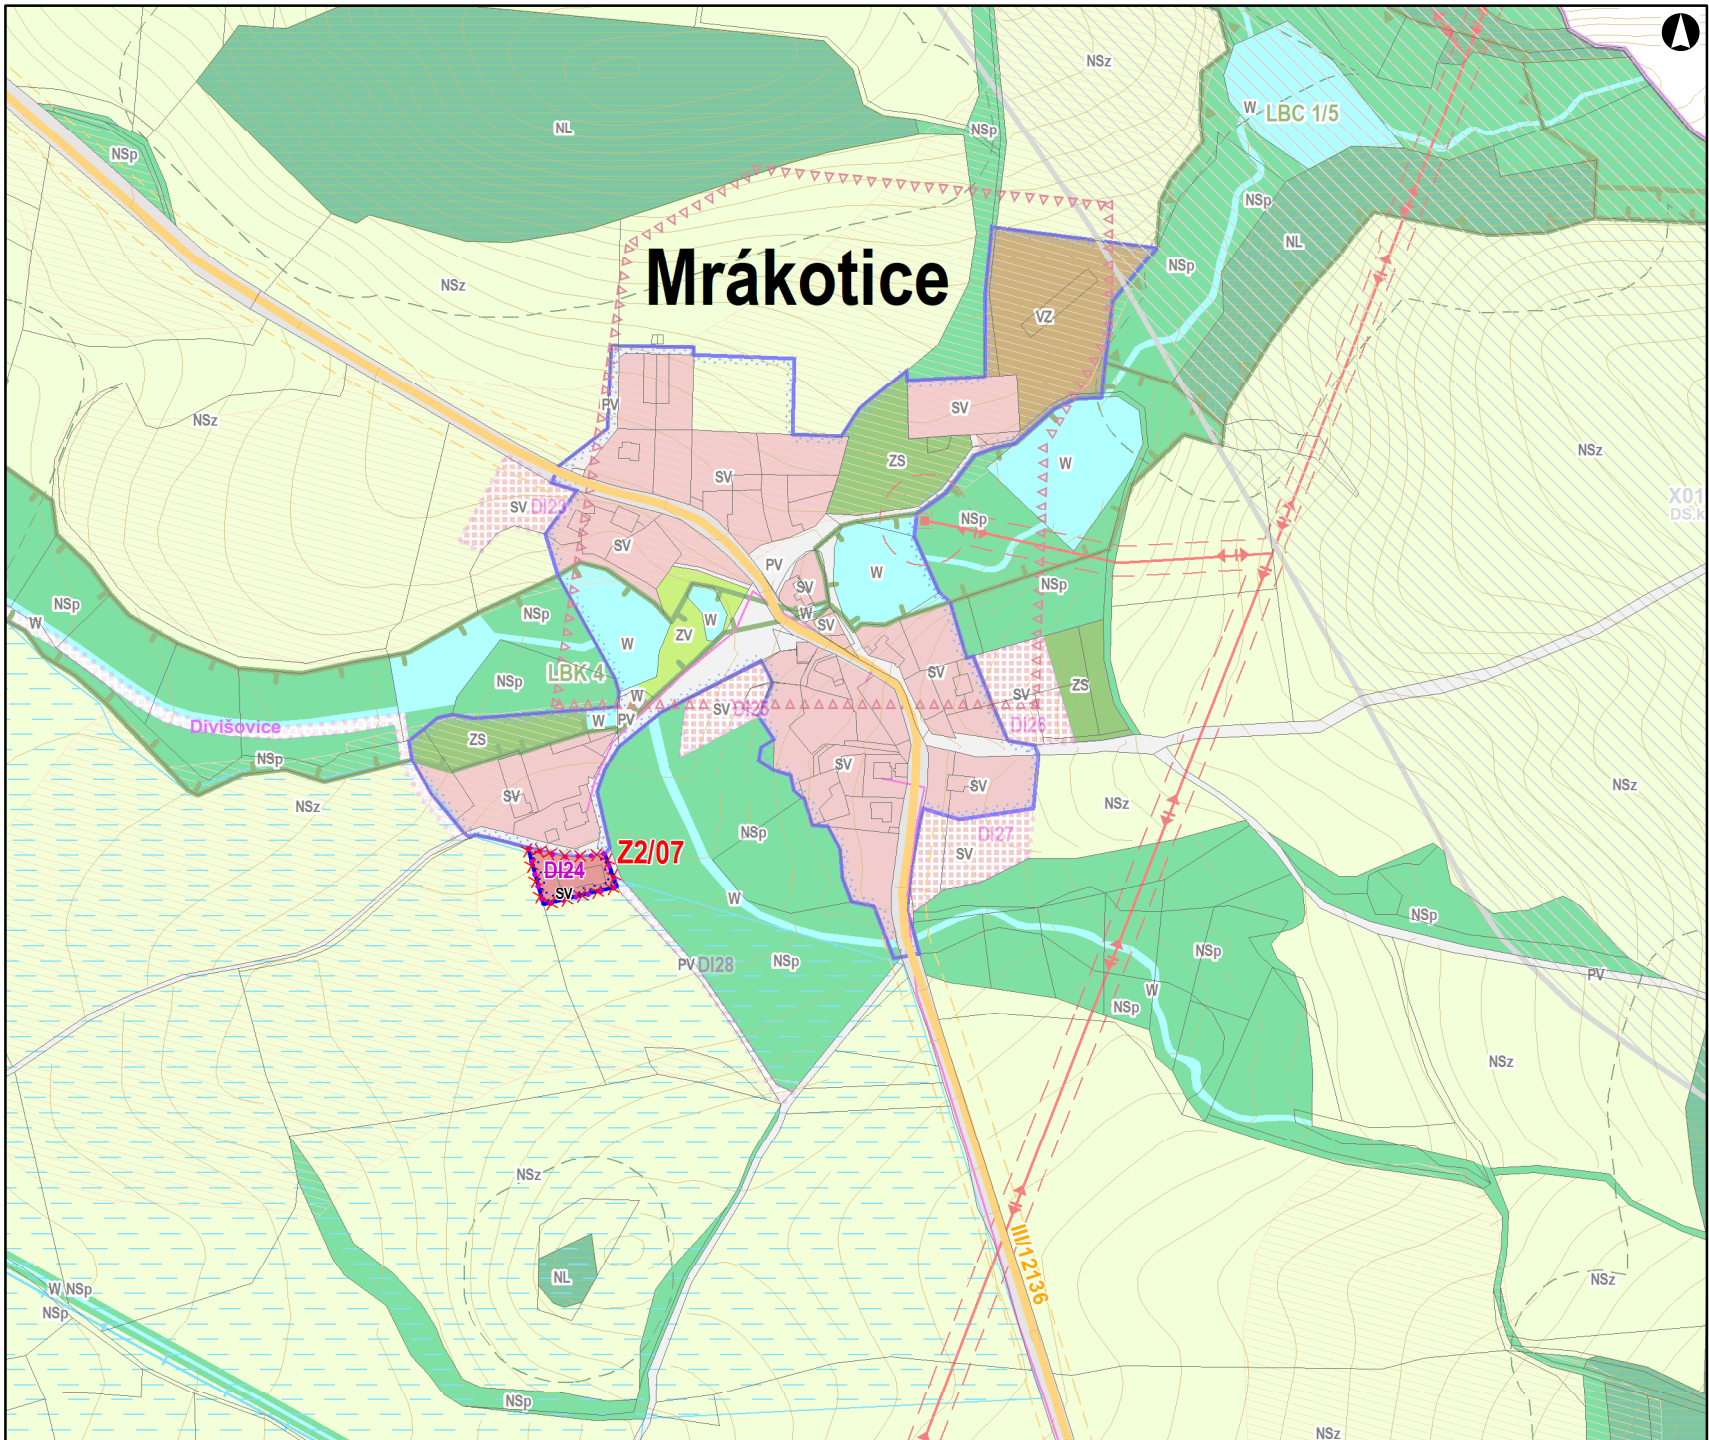 NSz
W
LBC 1/5
NSp
NL
NSp
NSp
NL
NSp
Mrákotice
NSz
VZ
PV
SV
NSz
NSz
SV
ZS
W
X01
DS.k
SV DI23
NSp
SV
PV
W
NSp
SV
NSp
NSp
W
W
W
SV
ZV
W
LBK 4
NSp
SV
SV
ZS
W
SV
DI25
DI26
W
PV
Divišovice
ZS
NSp
SV
SV
NSz
NSz
SV
NSz
NSp
DI27
SV
Z2/07
DI24
SV
W
NSp
NSp
PV DI28
NSp
PV
W
NSp
NSz
NSz
III/12136
NSz
NL
W NSp
NSp
NSp
NSz